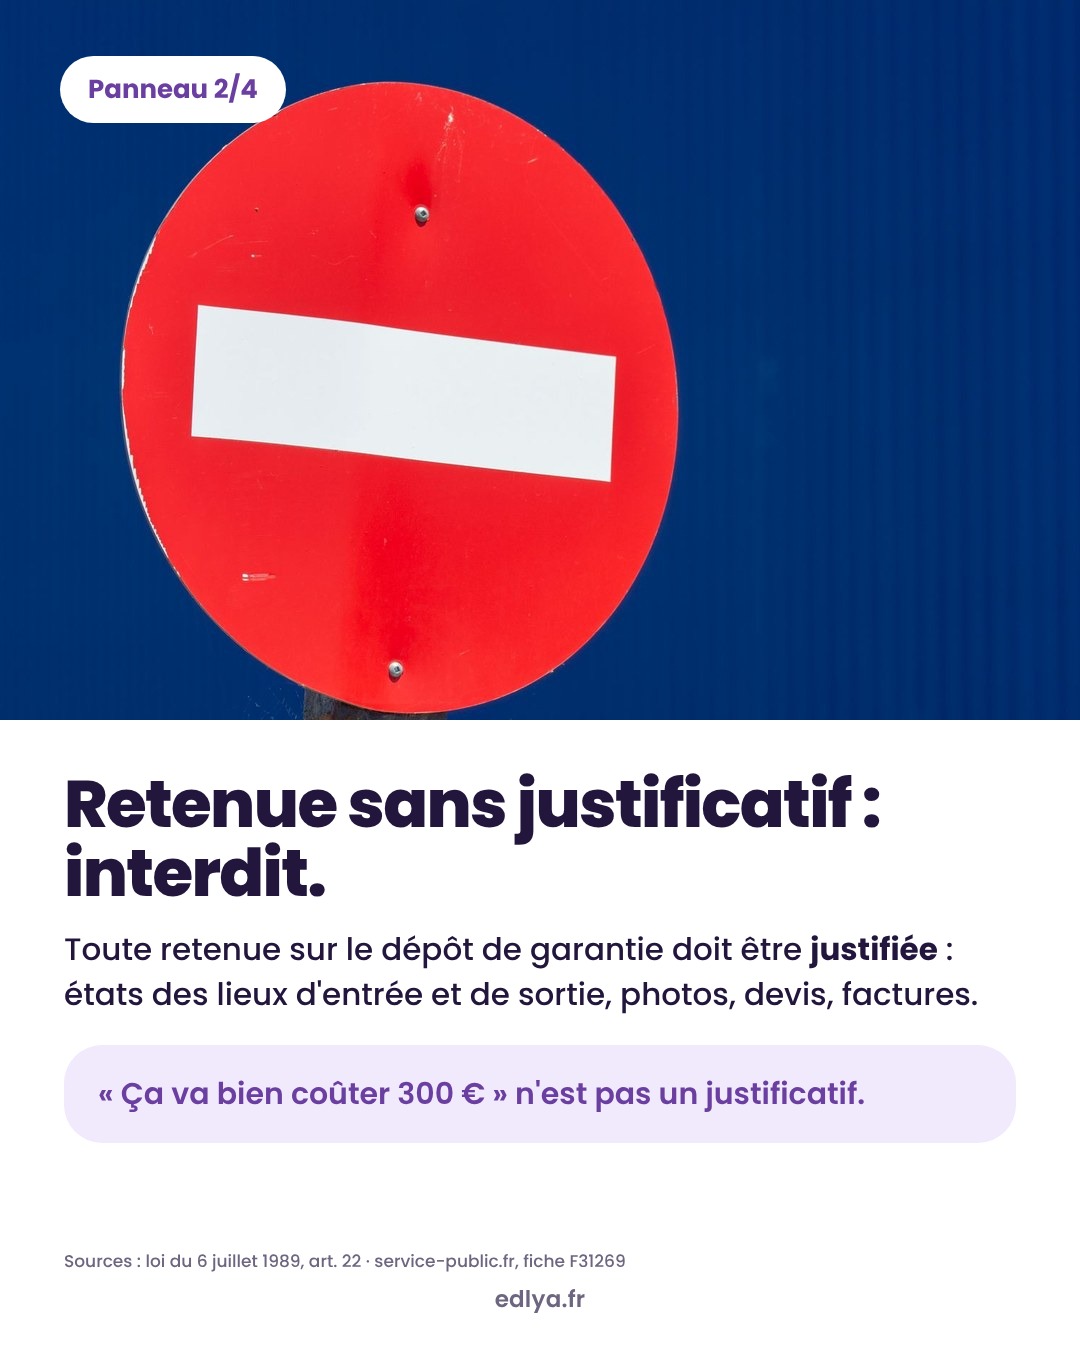 Panneau 2/4
Retenue sans justificatif :
interdit.
Toute retenue sur le dépôt de garantie doit être justifiée :
états des lieux d'entrée et de sortie, photos, devis, factures.
« Ça va bien coûter 300 € » n'est pas un justificatif.
Sources : loi du 6 juillet 1989, art. 22 · service-public.fr, fiche F31269
edlya.fr